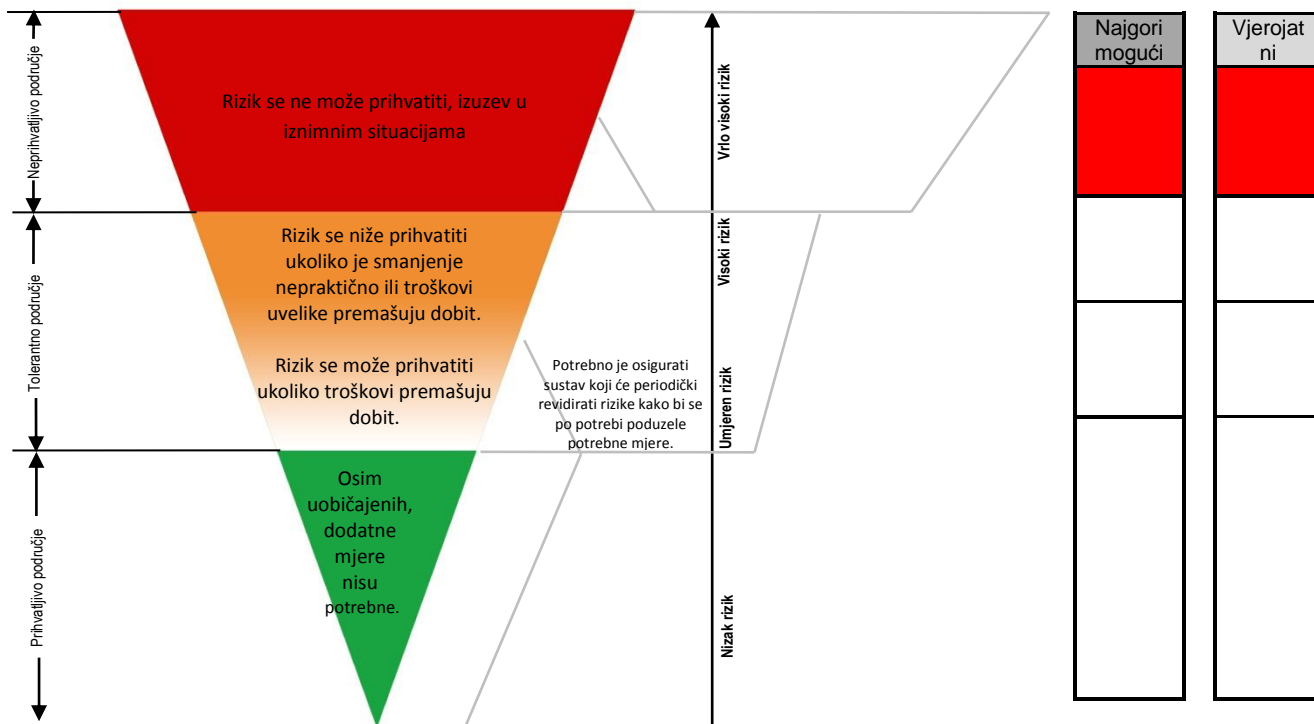 Neprihvatljivo područje
Rizik se ne može prihvatiti, izuzev u
iznimnim situacijama
Vrlo visoki rizik
Najgori
mogući
Vjerojat
ni
Tolerantno područje
Rizik se niže prihvatiti
ukoliko je smanjenje
nepraktično ili troškovi
uvelike premašuju dobit.
Rizik se može prihvatiti
ukoliko troškovi premašuju
dobit.
Visoki rizik
Potrebno je osigurati
sustav koji će periodički
revidirati rizike kako bi se
po potrebi poduzele
potrebne mjere.
Umjeren rizik
Prihvatljivo područje
Osim
uobičajenih,
dodatne
mjere
nisu
potrebne.
Nizak rizik